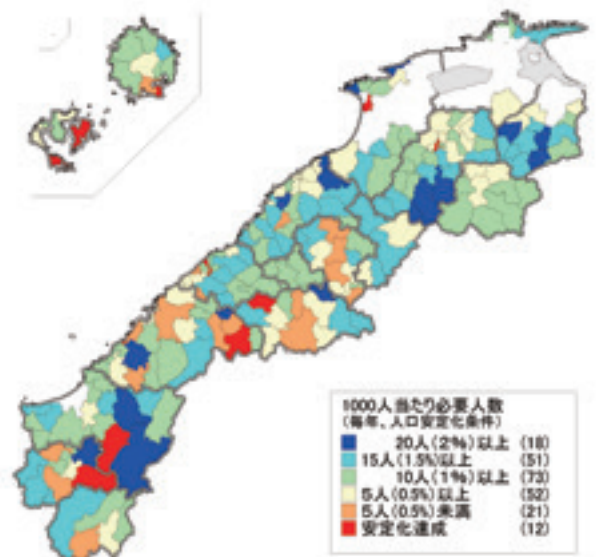 1000人当たり必要人数
(毎年、人口安定化条件)
20人(2%)以上 (18)
15人(1.5%)以上 (51)
10人(1%)以上 (73)
5人(0.5%)以上 (52)
5人(0.5%)未満 (21)
安定化達成 (12)